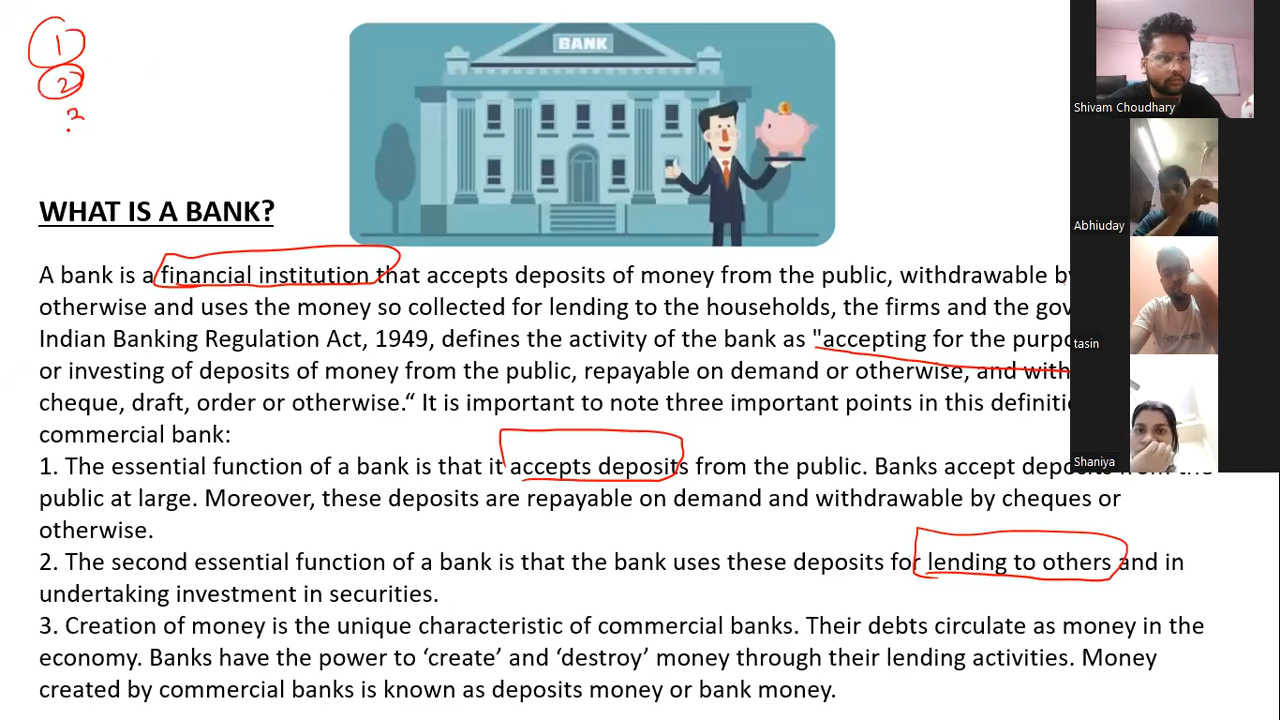 1
2
?
BANK
Shivam Choudhary
Abhiuday
tasin
Shaniya
WHAT IS A BANK?
A bank is a financial institution that accepts deposits of money from the public, withdrawable
otherwise and uses the money so collected for lending to the households, the firms and the
Indian Banking Regulation Act, 1949, defines the activity of the bank as "accepting for the
or investing of deposits of money from the public, repayable on demand or otherwise, and
cheque, draft, order or otherwise.“ It is important to note three important points in this
commercial bank:
1. The essential function of a bank is that it accepts deposits from the public. Banks accept
public at large. Moreover, these deposits are repayable on demand and withdrawable by cheques or
otherwise.
2. The second essential function of a bank is that the bank uses these deposits for lending to others and in
undertaking investment in securities.
3. Creation of money is the unique characteristic of commercial banks. Their debts circulate as money in the
economy. Banks have the power to ‘create’ and ‘destroy’ money through their lending activities. Money
created by commercial banks is known as deposits money or bank money.